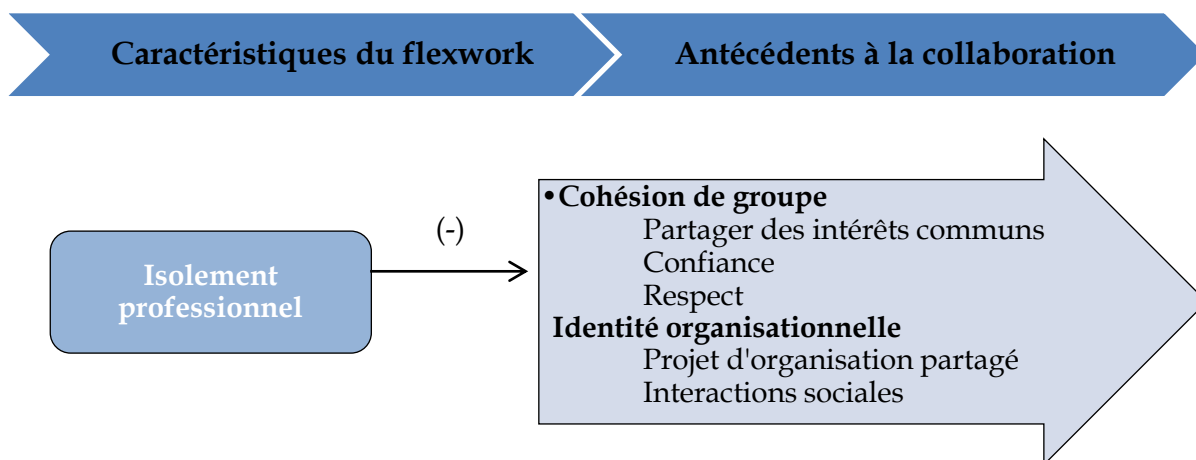 Caractéristiques du flexwork
Antécédents à la collaboration
(-)
Isolement
professionnel
•Cohésion de groupe
Partager des intérêts communs
Confiance
Respect
Identité organisationnelle
Projet d'organisation partagé
Interactions sociales